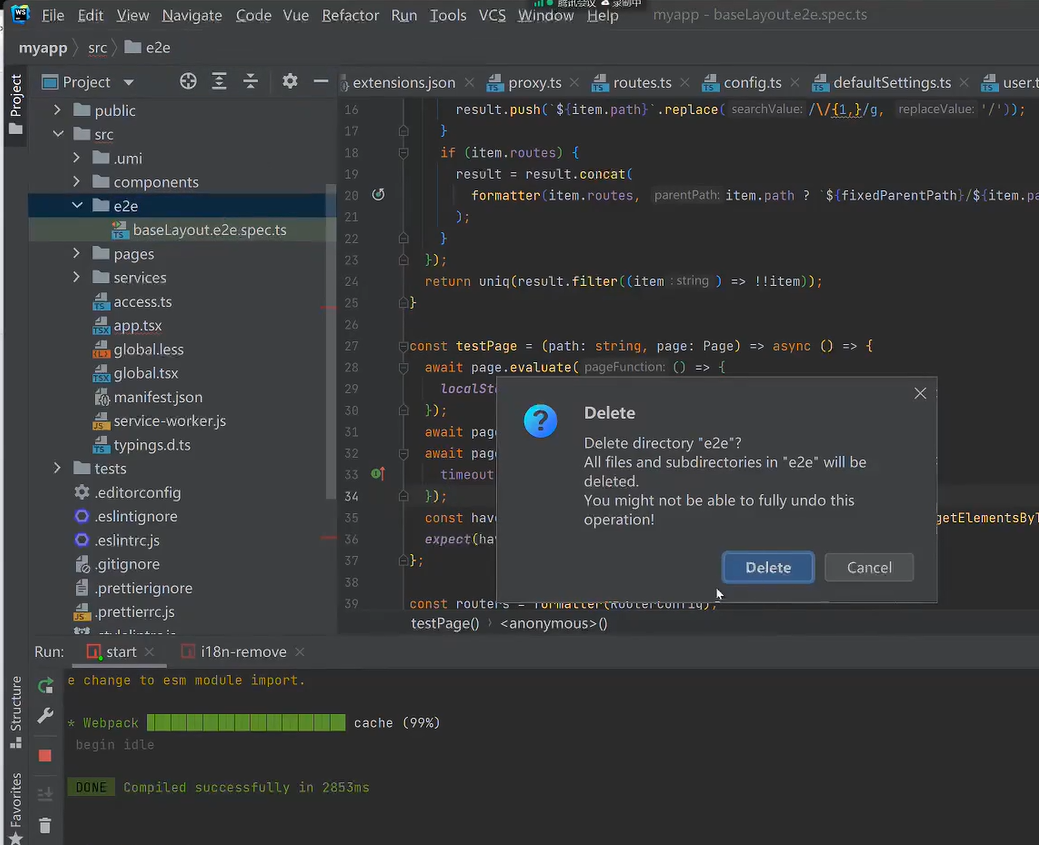 File Edit View Navigate Code Vue Refactor Run Tools VCS Window Help myapp - baseLayout.e2e.spec.ts
myapp src e2e
Project
extensions.json proxy.ts routes.ts config.ts defaultSettings.ts user.t
Project
public
src
.umi
components
e2e
baseLayout.e2e.spec.ts
pages
services
access.ts
app.tsx
global.less
global.tsx
manifest.json
service-worker.js
typings.d.ts
tests
.editorconfig
.eslintignore
.eslintrc.js
.gitignore
.prettierignore
.prettierrc.js
16 result.push(`${item.path}`.replace( searchValue: /\/{1,}/g, replaceValue: '/'));
17 }
18 if (item.routes) {
19 result = result.concat(
20 formatter(item.routes, parentPath: item.path ? `${fixedParentPath}/${item.pa
21 );
22 }
23 });
24 return uniq(result.filter((item : string ) => !!item));
25 }
26
27 const testPage = (path: string, page: Page) => async () => {
28 await page.evaluate( pageFunction: () => {
29 localSt
30 });
31 await pag
32 await pag
33 timeout
34 });
35 const hav getElementsByT
36 expect(ha
37 };
38
39 const routers = formatter(RouterConfig);
testPage() <anonymous>()
Delete
Delete directory "e2e"?
All files and subdirectories in "e2e" will be
deleted.
You might not be able to fully undo this
operation!
Delete Cancel
Run: start i18n-remove
e change to esm module import.
* Webpack cache (99%)
begin idle
DONE Compiled successfully in 2853ms
Structure
Favorites